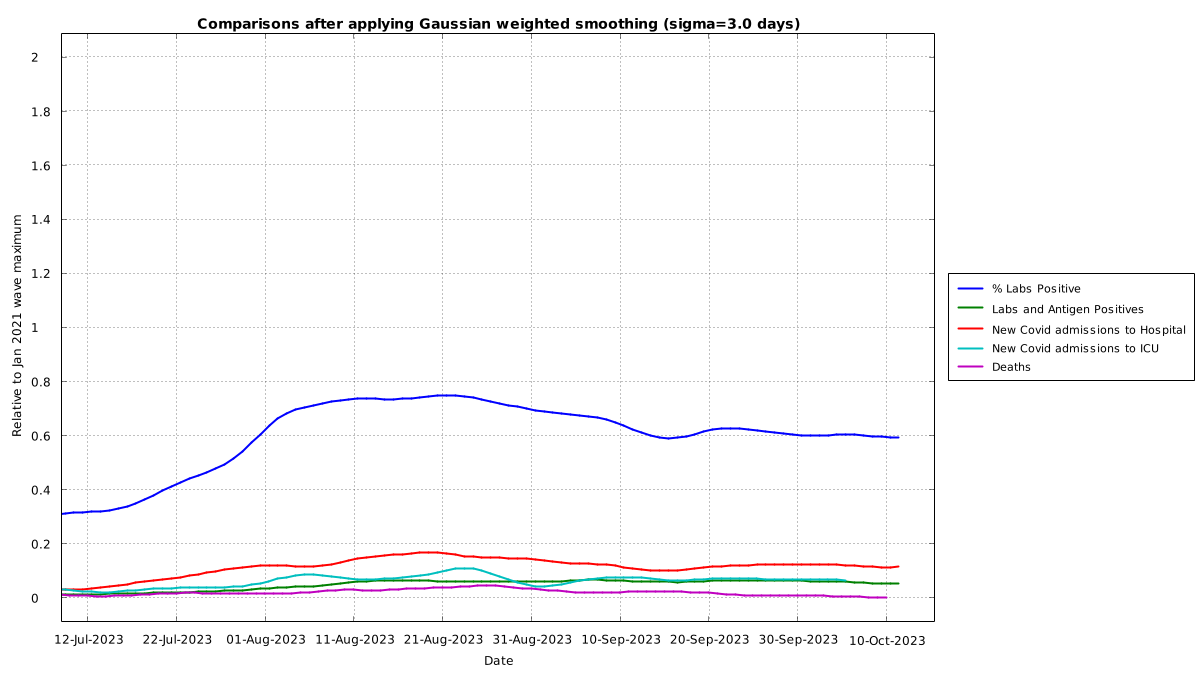 Comparisons after applying Gaussian weighted smoothing (sigma=3.0 days)
2
1.8
1.6
1.4
1.2
1
0.8
0.6
0.4
0.2
0
Relative to Jan 2021 wave maximum
12-Jul-2023 22-Jul-2023 01-Aug-2023 11-Aug-2023 21-Aug-2023 31-Aug-2023 10-Sep-2023 20-Sep-2023 30-Sep-2023 10-Oct-2023
Date
% Labs Positive
Labs and Antigen Positives
New Covid admissions to Hospital
New Covid admissions to ICU
Deaths